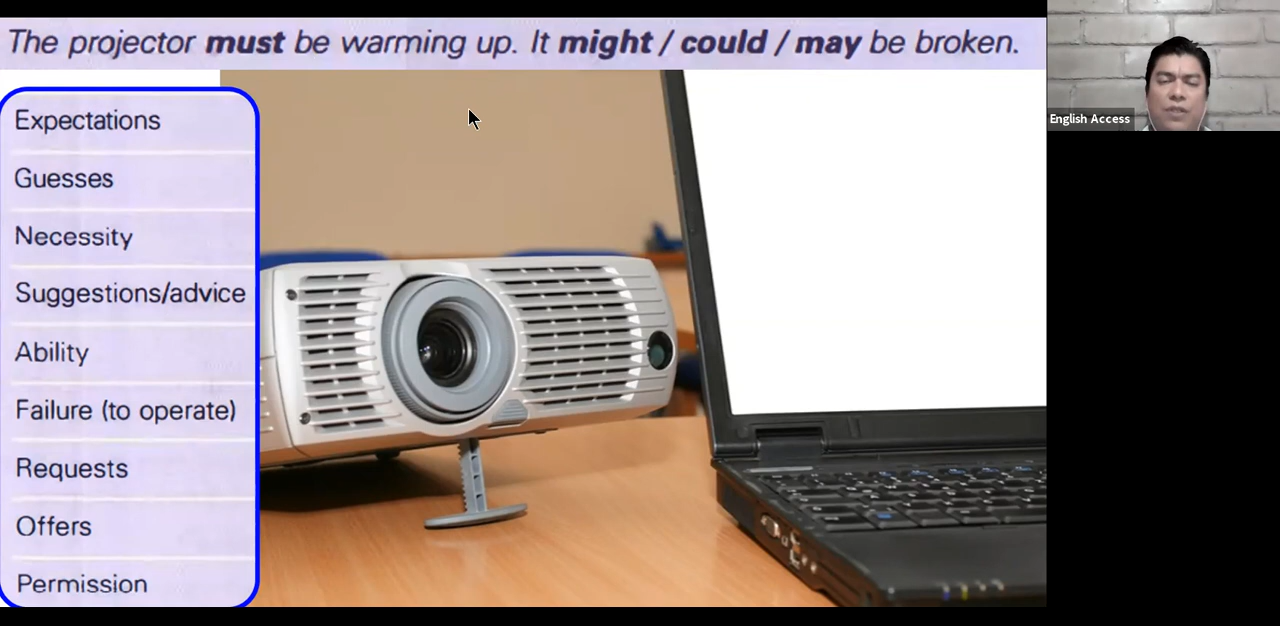 The projector must be warming up. It might / could / may be broken.
Expectations
Guesses
Necessity
Suggestions/advice
Ability
Failure (to operate)
Requests
Offers
Permission
English Access